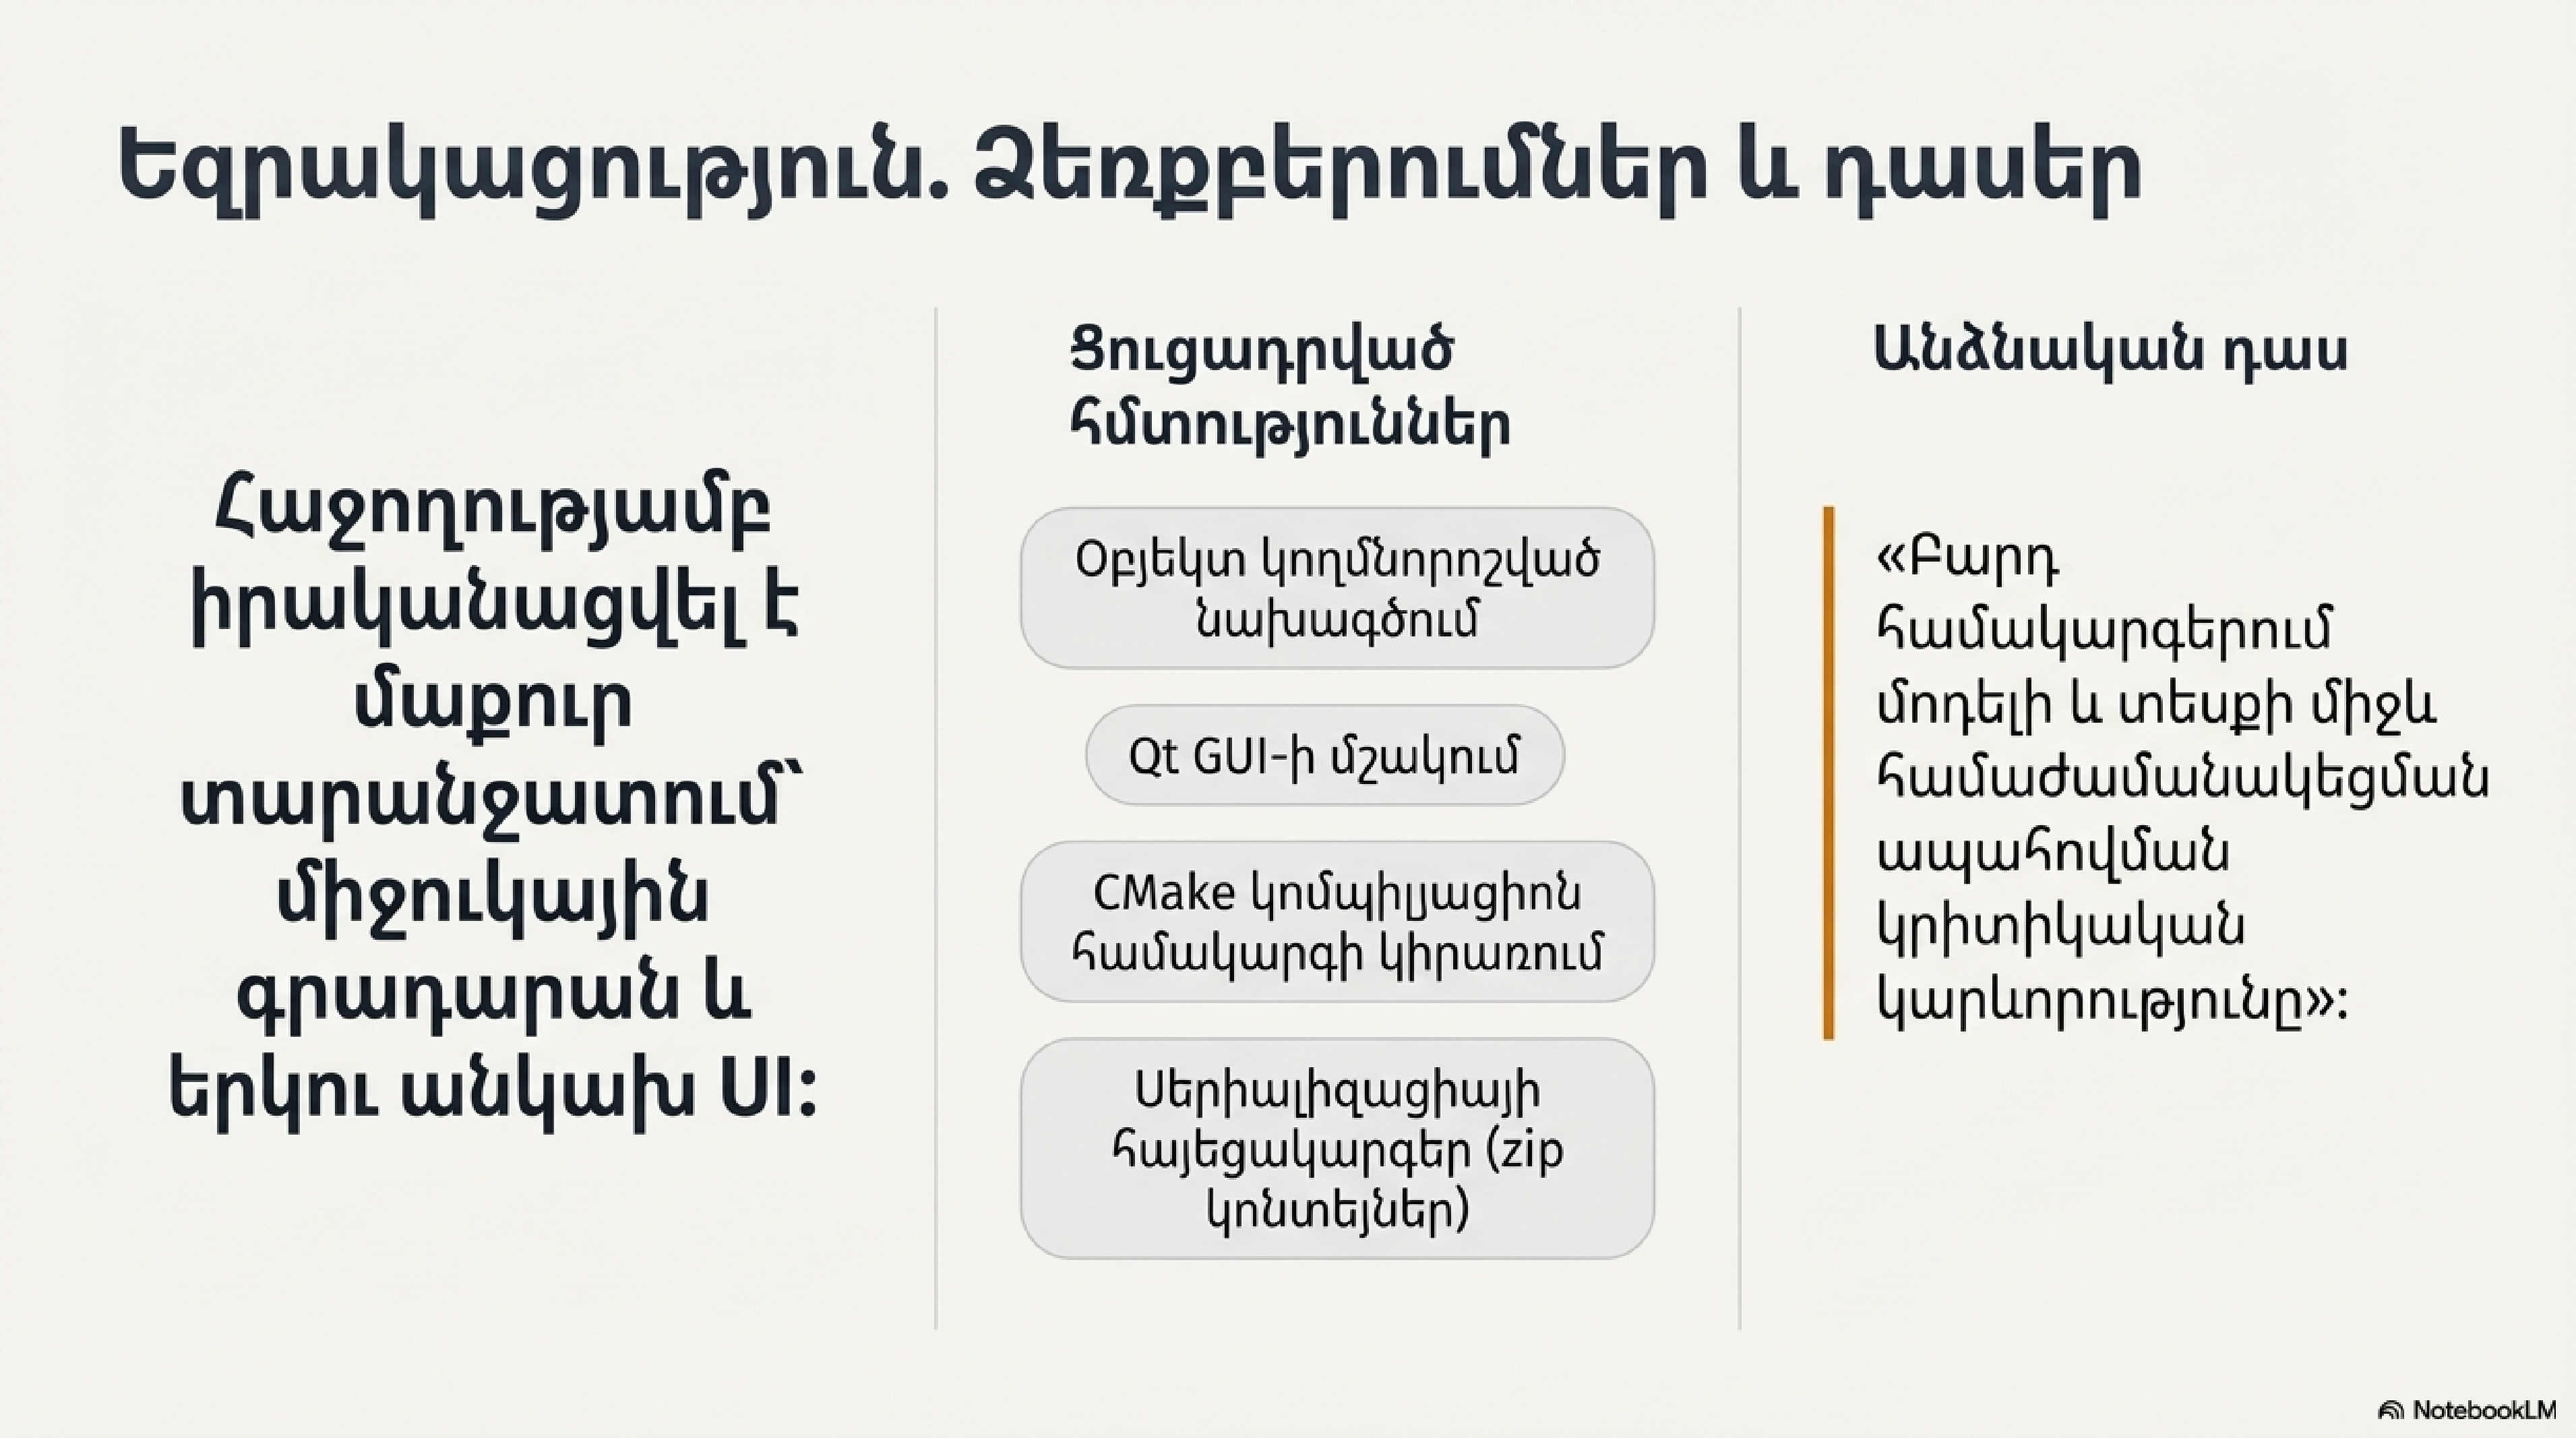 Եզրակացություն. Ձեռքբերումներ և դասեր
Հաջողությամբ
իրականացվել է
մաքուր
տարանջատում՝
միջուկային
գրադարան և
երկու անկախ UI:
Ցուցադրված
հմտություններ
Օբյեկտ կողմնորոշված
նախագծում
Qt GUI-ի մշակում
CMake կոմպիլյացիոն
համակարգի կիրառում
Սերիալիզացիայի
հայեցակարգեր (zip
կոնտեյներ)
Անձնական դաս
«Բարդ
համակարգերում
մոդելի և տեսքի միջև
համաժամանակեցման
ապահովման
կրիտիկական
կարևորությունը»:
NotebookLM